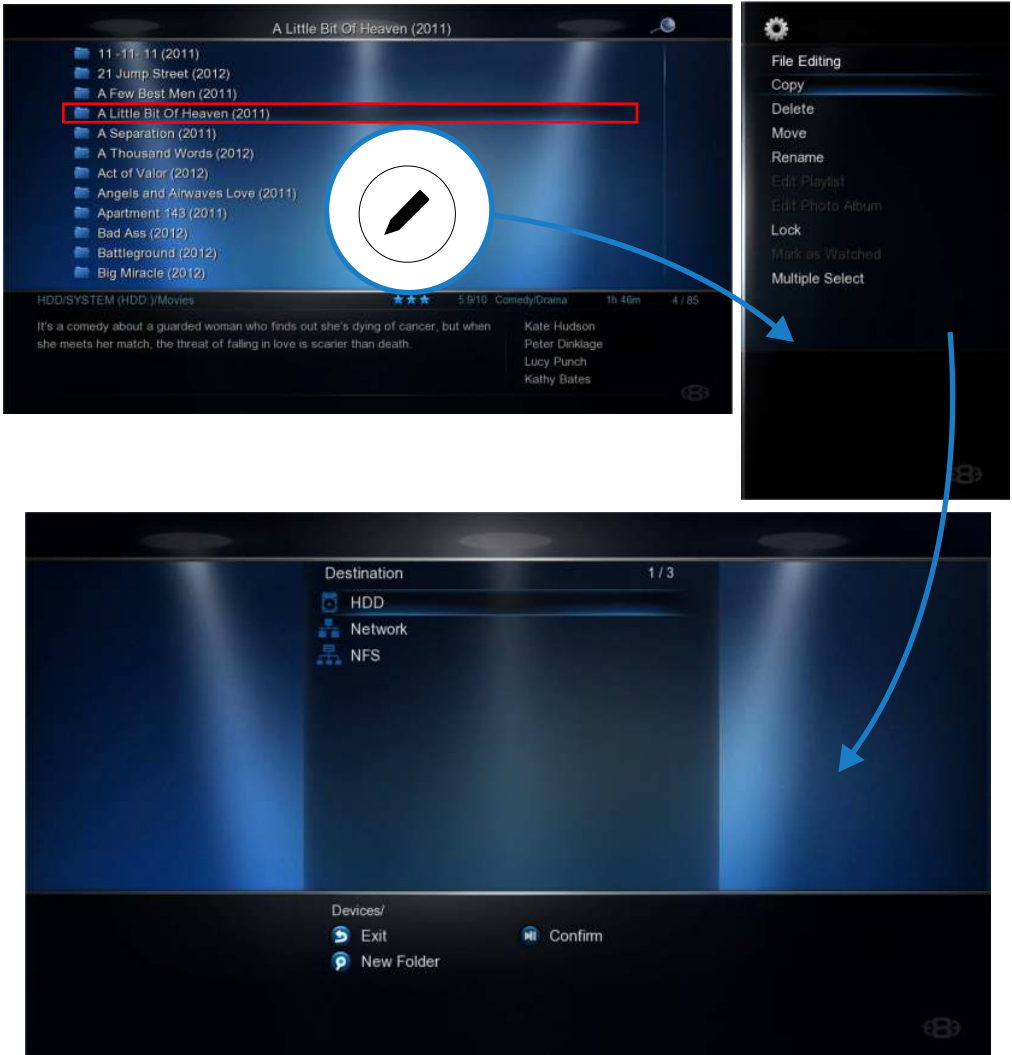 A Little Bit Of Heaven (2011)
11 -11- 11 (2011)
21 Jump Street (2012)
A Few Best Men (2011)
A Little Bit Of Heaven (2011)
A Separation (2011)
A Thousand Words (2012)
Act of Valor (2012)
Angels and Airwaves Love (2011)
Apartment 143 (2011)
Bad Ass (2012)
Battleground (2012)
Big Miracle (2012)
HDD/SYSTEM (HDD:)/Movies 5.9/10 Comedy/Drama 1h 46m 4 / 85
It's a comedy about a guarded woman who finds out she's dying of cancer, but when
she meets her match, the threat of falling in love is scarier than death.
Kate Hudson
Peter Dinklage
Lucy Punch
Kathy Bates
File Editing
Copy
Delete
Move
Rename
Edit Playlist
Edit Photo Album
Lock
Mark as Watched
Multiple Select
Destination 1 / 3
HDD
Network
NFS
Devices/
Exit Confirm
New Folder